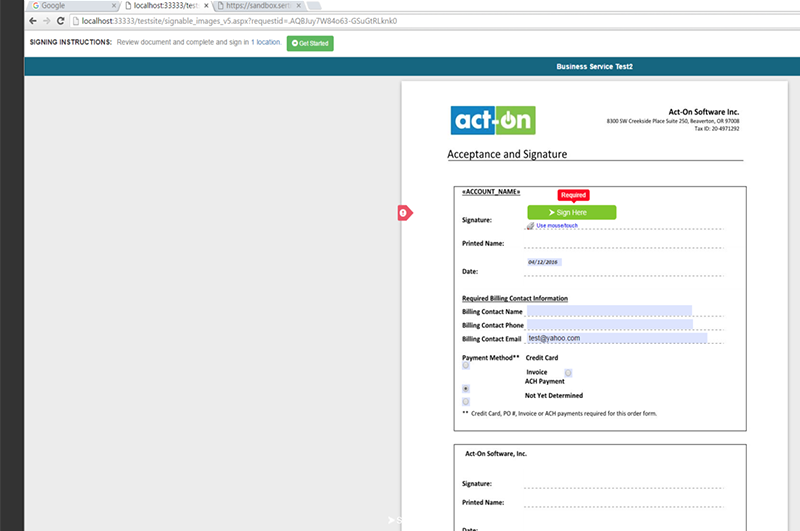 Google
localhost:33333/tests
https://sandbox.serti
localhost:33333/testsite/signable_images_v5.aspx?requestid=.AQBJuy7W84o63-GSuGtRLknk0
SIGNING INSTRUCTIONS: Review document and complete and sign in 1 location. Get Started
Business Service Test2
act-on
Act-On Software Inc.
8300 SW Creekside Place Suite 250, Beaverton, OR 97008
Tax ID: 20-4971292
Acceptance and Signature
«ACCOUNT_NAME»
Required
Sign Here
Signature:
Use mouse/touch
Printed Name:
04/12/2016
Date:
Required Billing Contact Information
Billing Contact Name
Billing Contact Phone
Billing Contact Email test@yahoo.com
Payment Method** Credit Card
Invoice
ACH Payment
Not Yet Determined
** Credit Card, PO #, Invoice or ACH payments required for this order form.
Act-On Software, Inc.
Signature:
Printed Name:
Date: